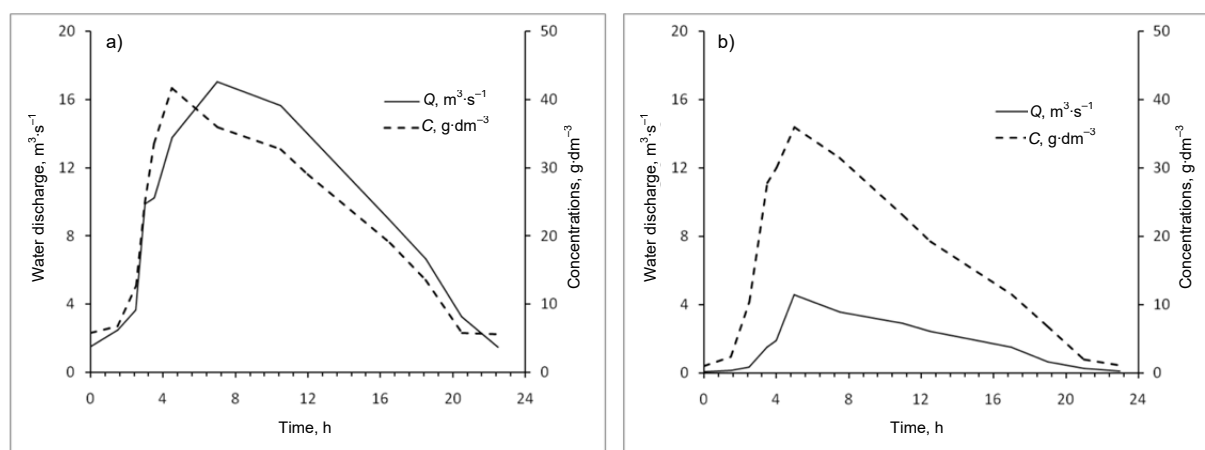 a)
Water discharge, m³·s⁻¹
20
16
12
8
4
0
Q, m³·s⁻¹
C, g·dm⁻³
50
40
30
20
10
0
Concentrations, g·dm⁻³
0 4 8 12 16 20 24
Time, h
b)
Water discharge, m³·s⁻¹
20
16
12
8
4
0
Q, m³·s⁻¹
C, g·dm⁻³
50
40
30
20
10
0
Concentrations, g·dm⁻³
0 4 8 12 16 20 24
Time, h